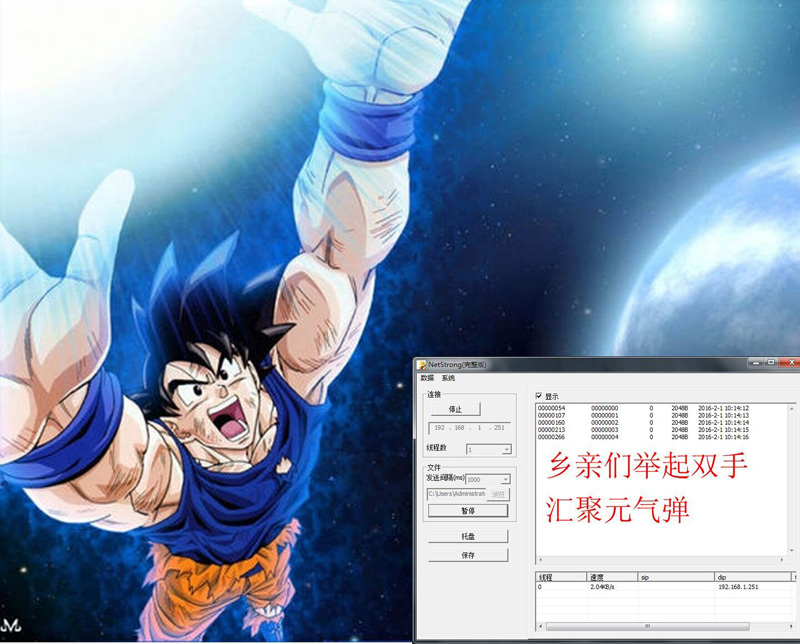 NetStrong(完整版)
数据 系统
连接
停止
192 . 168 . 1 . 251
线程数 1
文件
发送间隔(ms) 1000
C:\Users\Administrat 浏览
暂停
托盘
保存
显示
00000054 00000000 0 2048B 2016-2-1 10:14:12
00000107 00000001 0 2048B 2016-2-1 10:14:13
00000160 00000002 0 2048B 2016-2-1 10:14:14
00000213 00000003 0 2048B 2016-2-1 10:14:15
00000266 00000004 0 2048B 2016-2-1 10:14:16
乡亲们举起双手
汇聚元气弹
线程 速度 sip dip
0 2.04KB/s 192.168.1.251